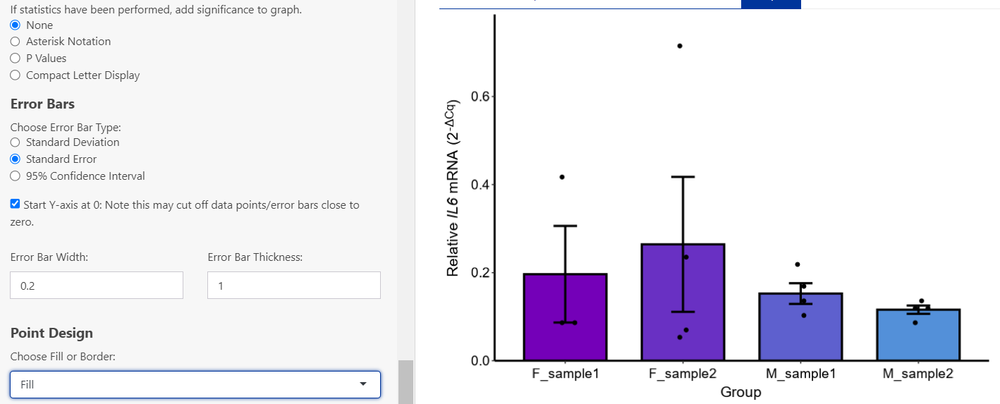 If statistics have been performed, add significance to graph.
None
Asterisk Notation
P Values
Compact Letter Display
Error Bars
Choose Error Bar Type:
Standard Deviation
Standard Error
95% Confidence Interval
Start Y-axis at 0: Note this may cut off data points/error bars close to
zero.
Error Bar Width:
Error Bar Thickness:
0.2
1
Point Design
Choose Fill or Border:
Fill
Relative IL6 mRNA (2-ΔCq)
0.6
0.4
0.2
0.0
F_sample1
F_sample2
M_sample1
M_sample2
Group